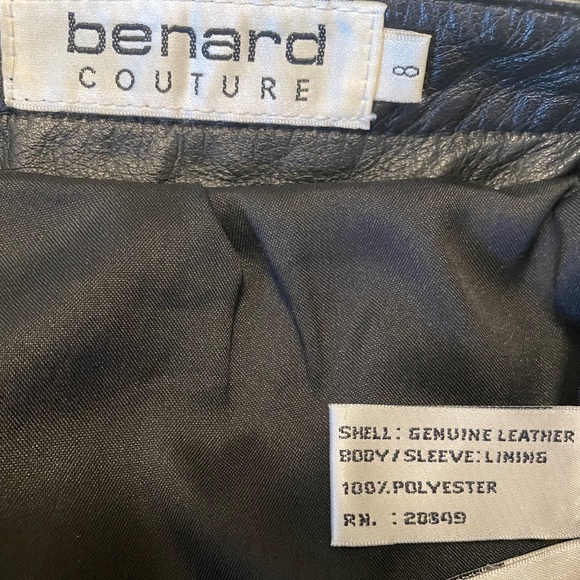 benard
COUTURE
8
SHELL: GENUINE LEATHER
BODY/SLEEVE:LINING
100%POLYESTER
RN. :20849